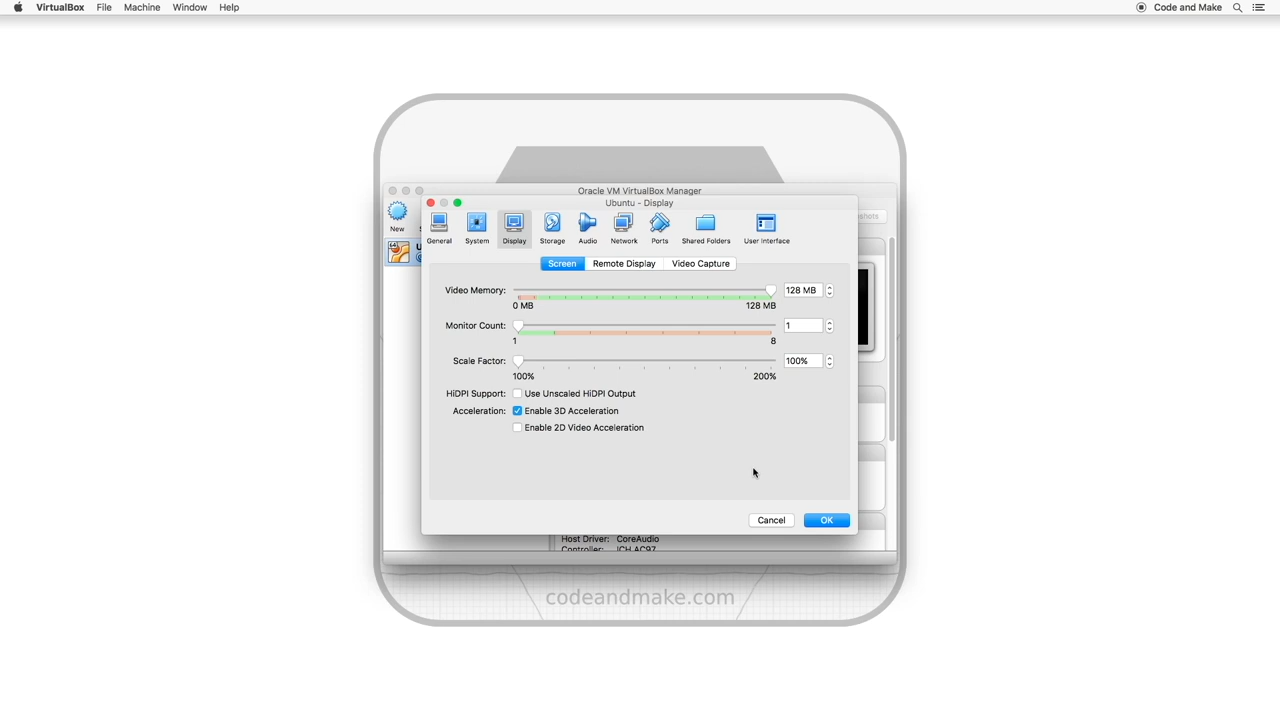 VirtualBox File Machine Window Help Code and Make
Oracle VM VirtualBox Manager
Ubuntu - Display
New
General System Display Storage Audio Network Ports Shared Folders User Interface
Screen Remote Display Video Capture
Video Memory: 128 MB
0 MB 128 MB
Monitor Count: 1
1 8
Scale Factor: 100%
100% 200%
HiDPI Support: Use Unscaled HiDPI Output
Acceleration: Enable 3D Acceleration
Enable 2D Video Acceleration
Cancel OK
Host Driver: CoreAudio
Controller: ICH AC97
codeandmake.com